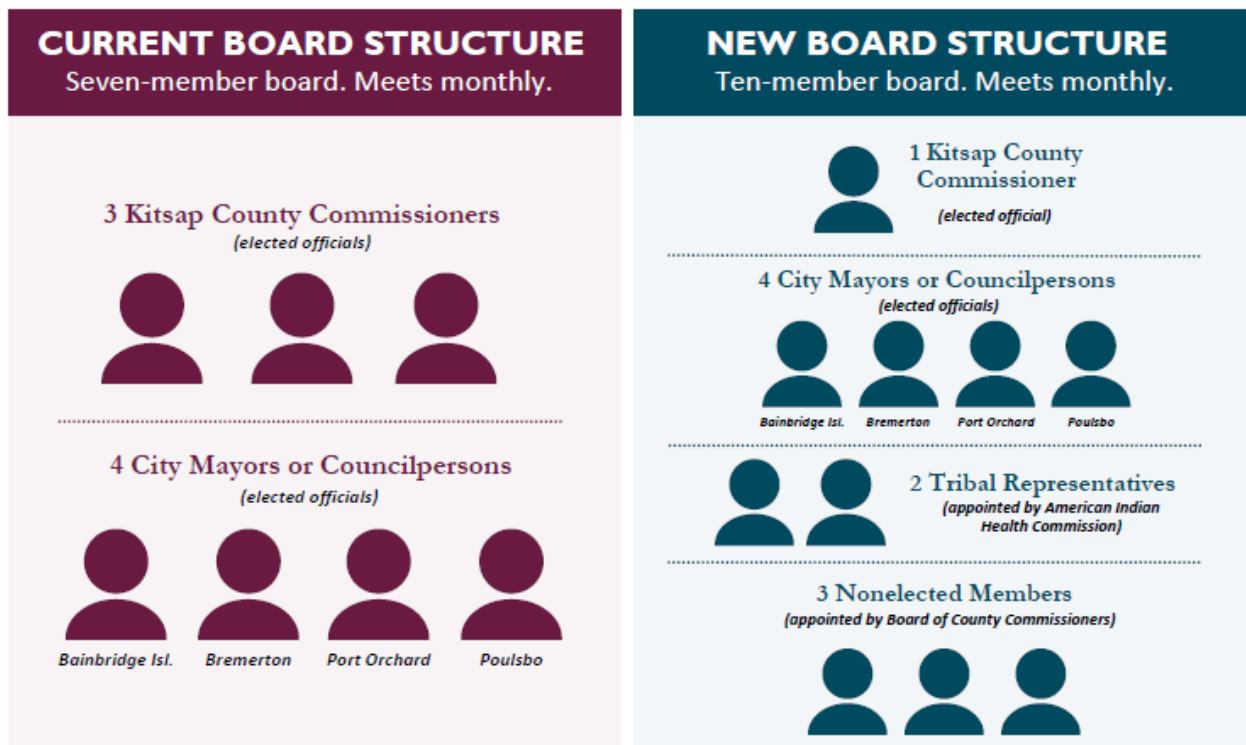 CURRENT BOARD STRUCTURE
Seven-member board. Meets monthly.
3 Kitsap County Commissioners
(elected officials)
4 City Mayors or Councilpersons
(elected officials)
Bainbridge Isl. Bremerton Port Orchard Poulsbo
NEW BOARD STRUCTURE
Ten-member board. Meets monthly.
1 Kitsap County
Commissioner
(elected official)
4 City Mayors or Councilpersons
(elected officials)
Bainbridge Isl. Bremerton Port Orchard Poulsbo
2 Tribal Representatives
(appointed by American Indian
Health Commission)
3 Nonelected Members
(appointed by Board of County Commissioners)